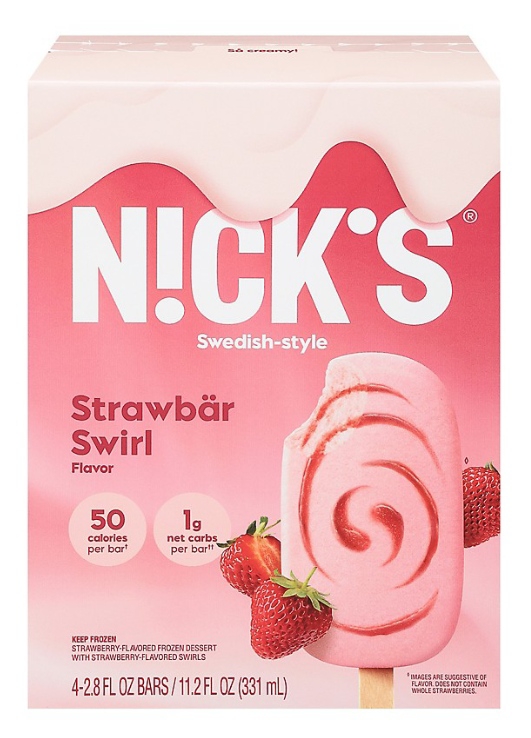 So creamy!
N!CK'S®
Swedish-style
Strawbär
Swirl
Flavor
50
calories
per bar†
1g
net carbs
per bar††
◊
KEEP FROZEN
STRAWBERRY-FLAVORED FROZEN DESSERT
WITH STRAWBERRY-FLAVORED SWIRLS
4-2.8 FL OZ BARS / 11.2 FL OZ (331 mL)
◊IMAGES ARE SUGGESTIVE OF
FLAVOR. DOES NOT CONTAIN
WHOLE STRAWBERRIES.